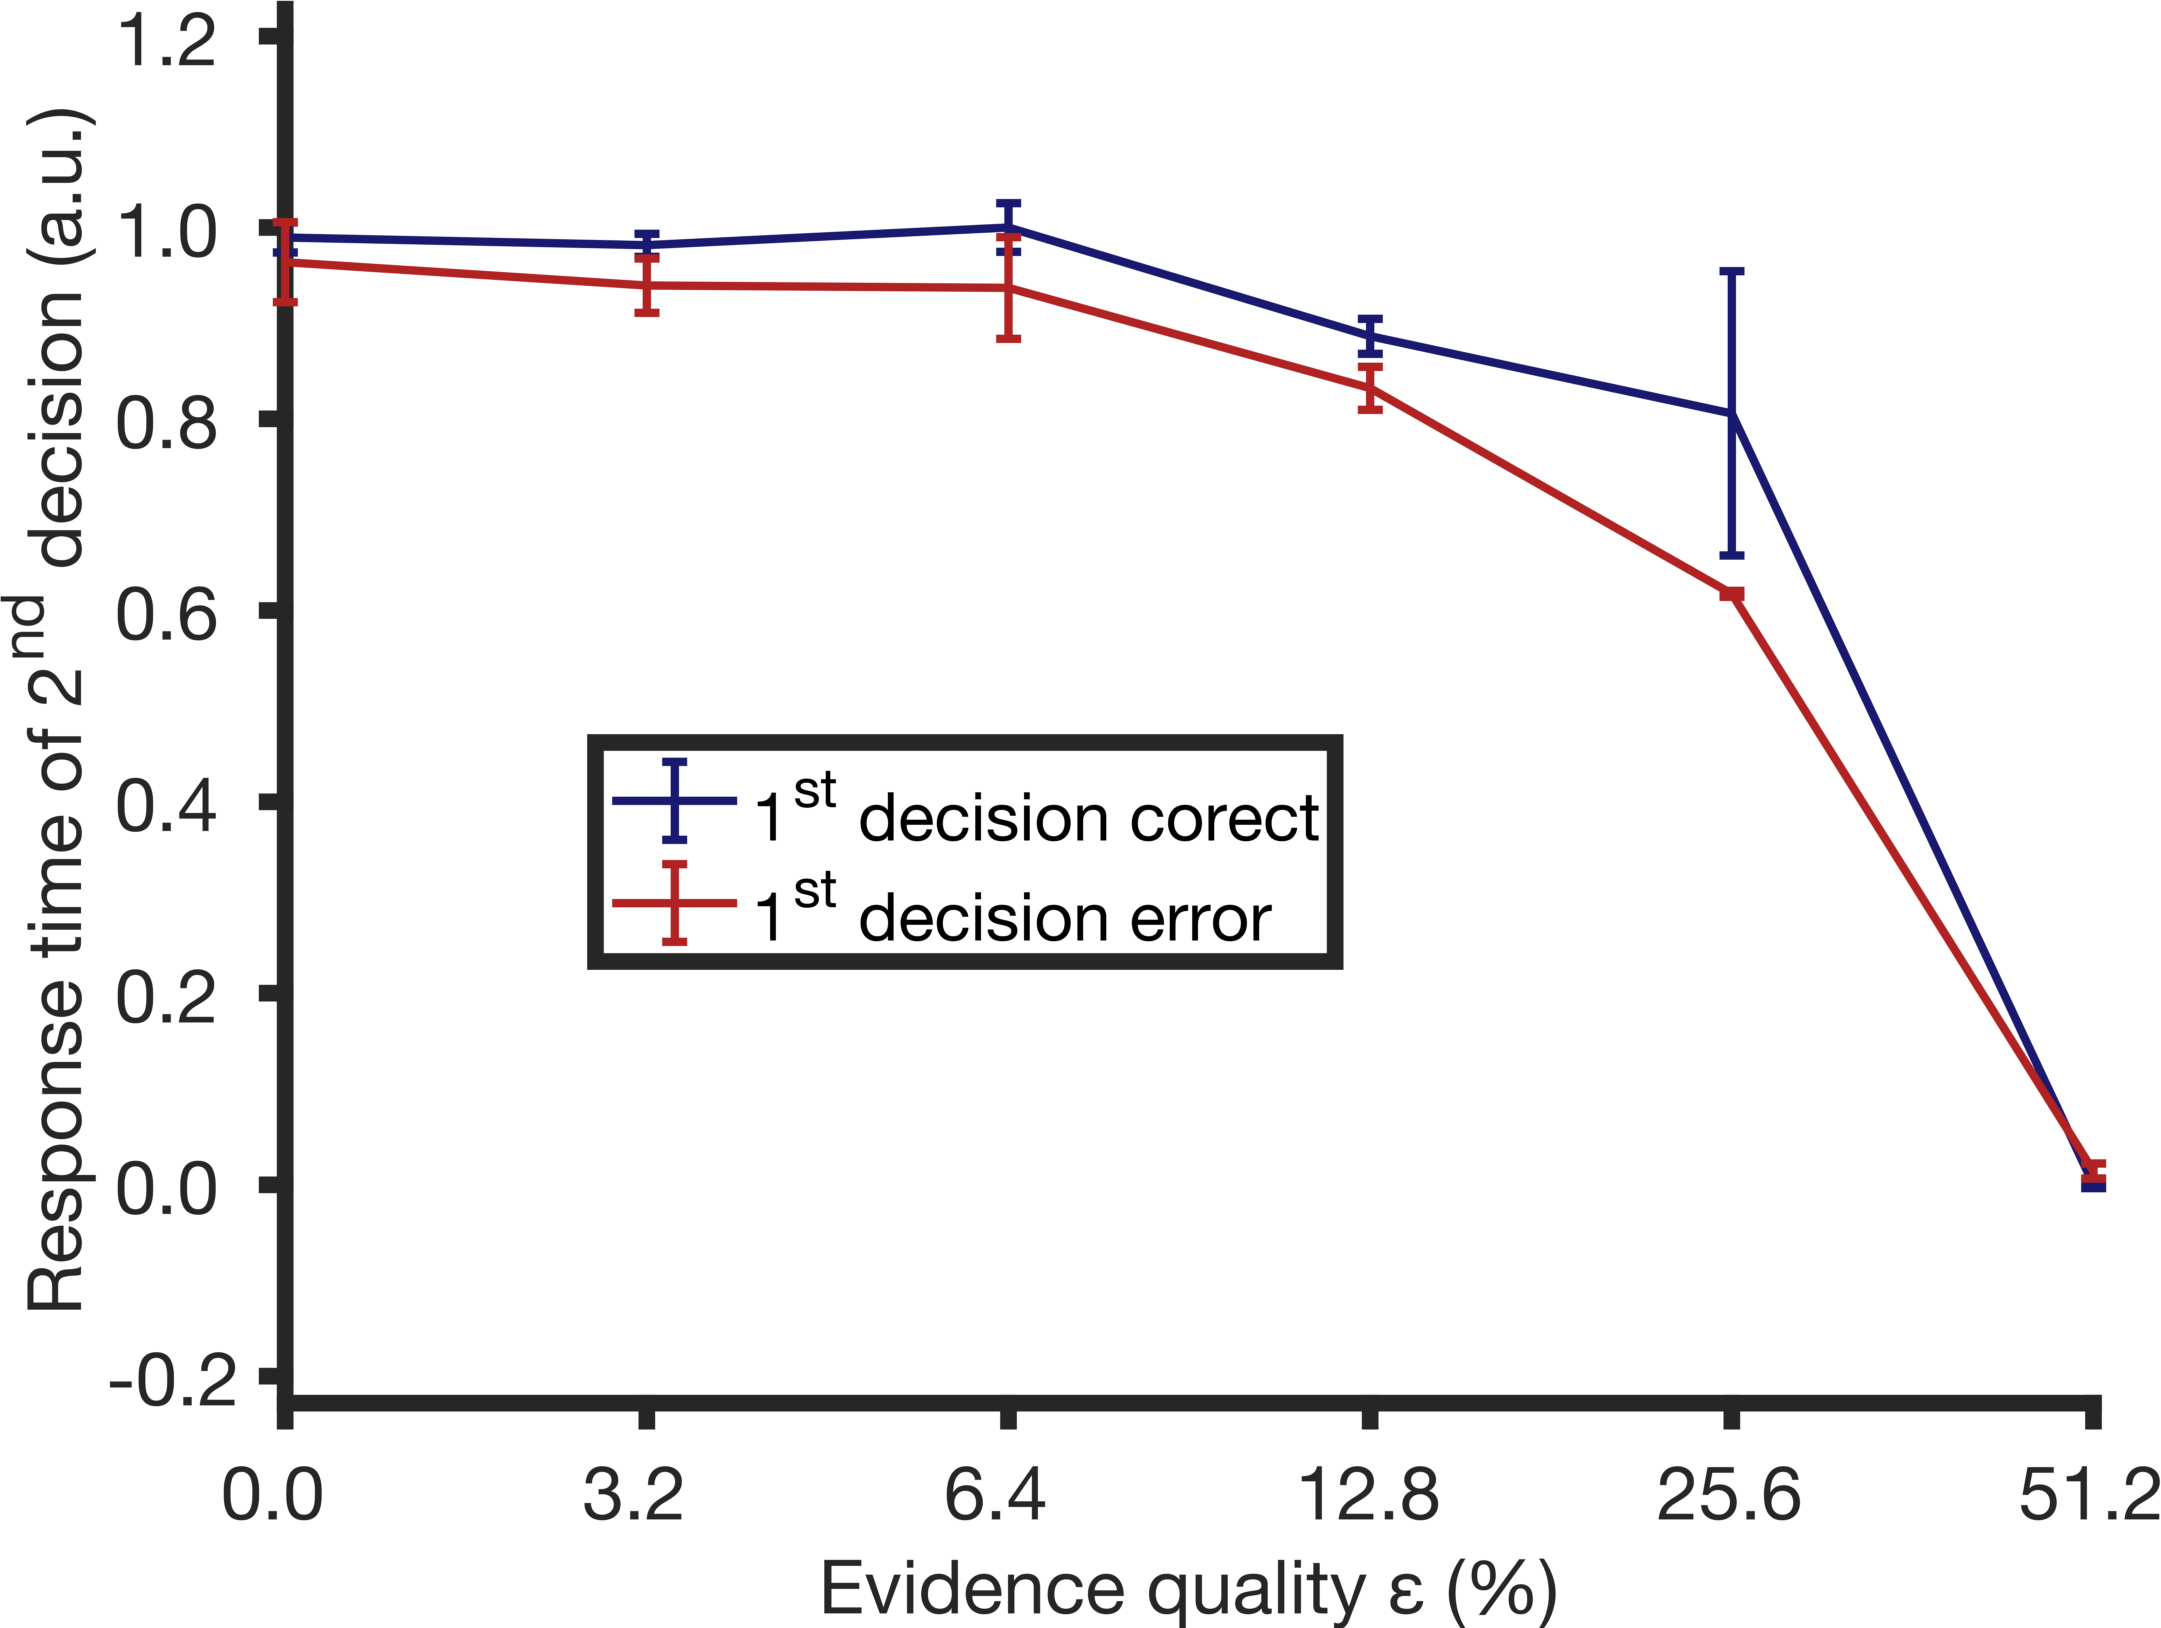 1.2
1.0
0.8
0.6
0.4
0.2
0.0
-0.2
Response time of 2nd decision (a.u.)
1st decision corect
1st decision error
0.0 3.2 6.4 12.8 25.6 51.2
Evidence quality ε (%)